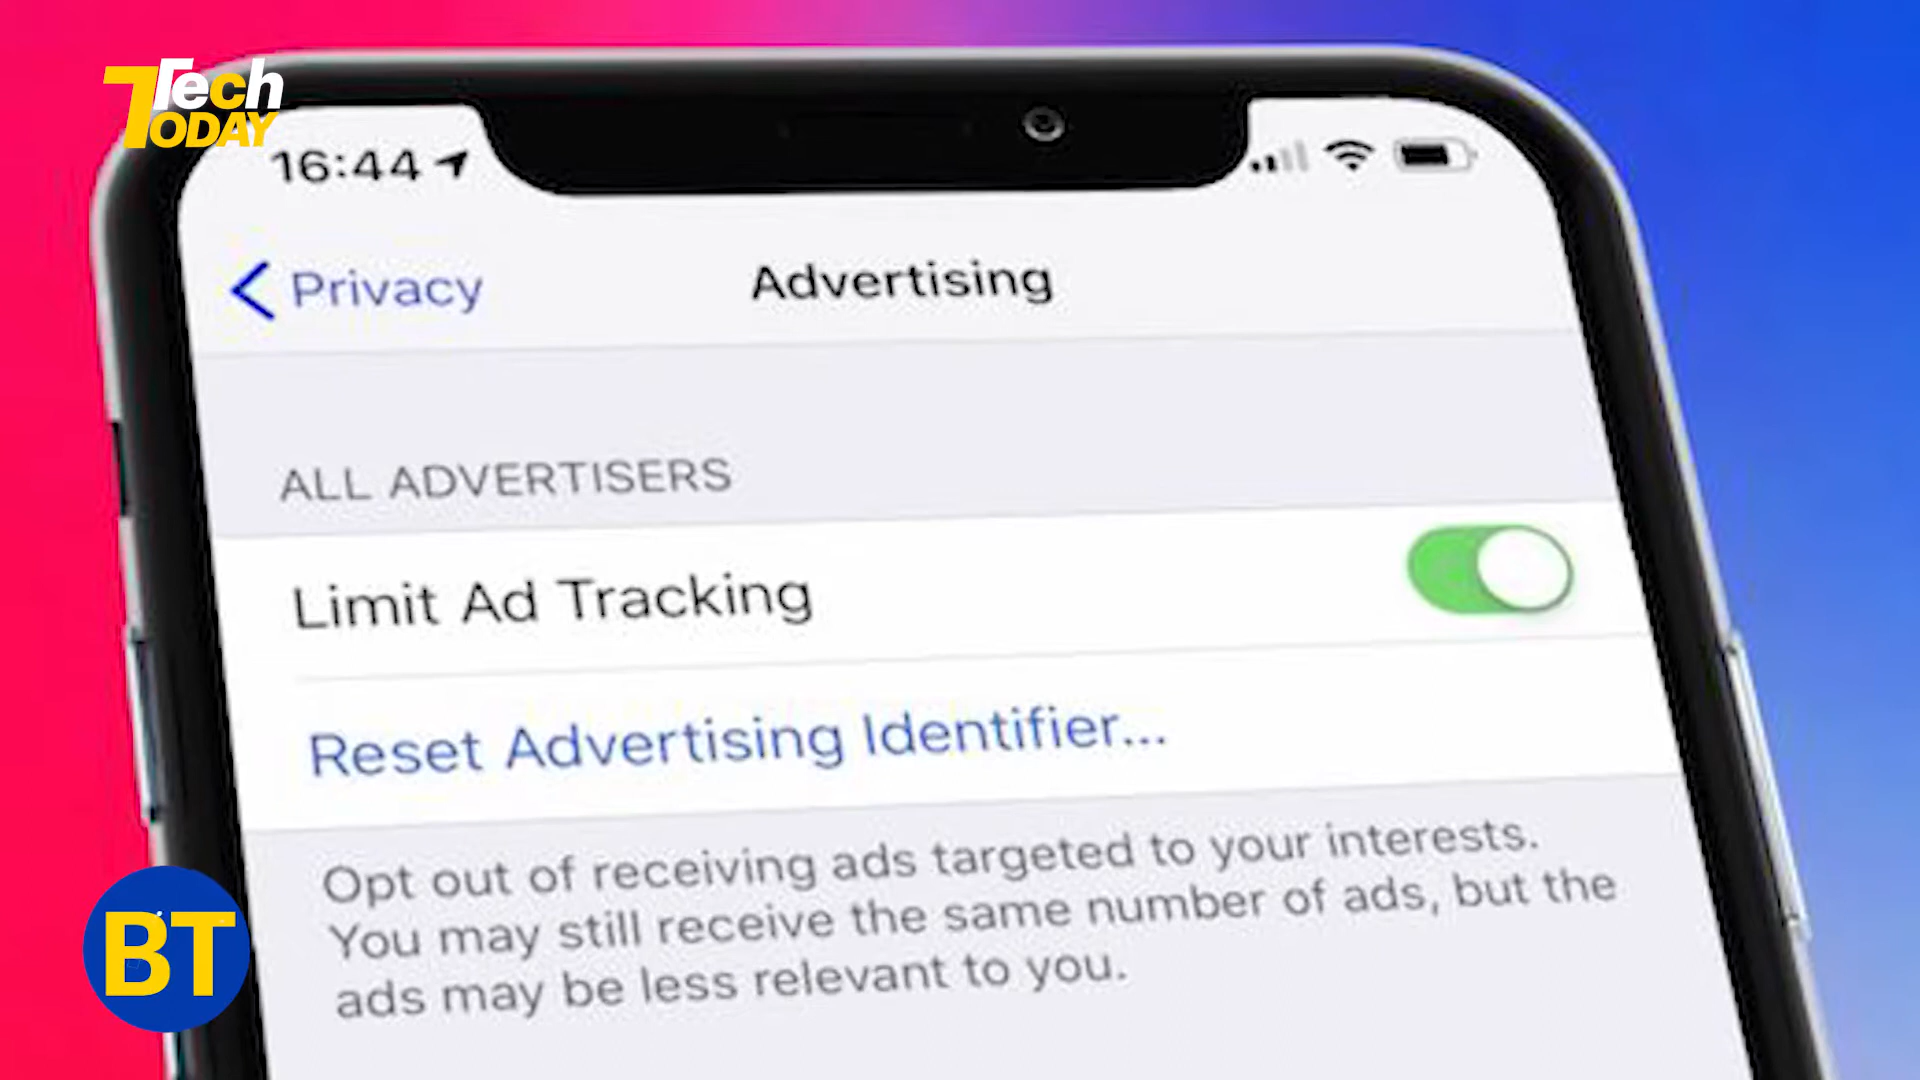 Tech
TODAY
16:44
Privacy
Advertising
ALL ADVERTISERS
Limit Ad Tracking
Reset Advertising Identifier...
Opt out of receiving ads targeted to your interests.
You may still receive the same number of ads, but the
ads may be less relevant to you.
BT